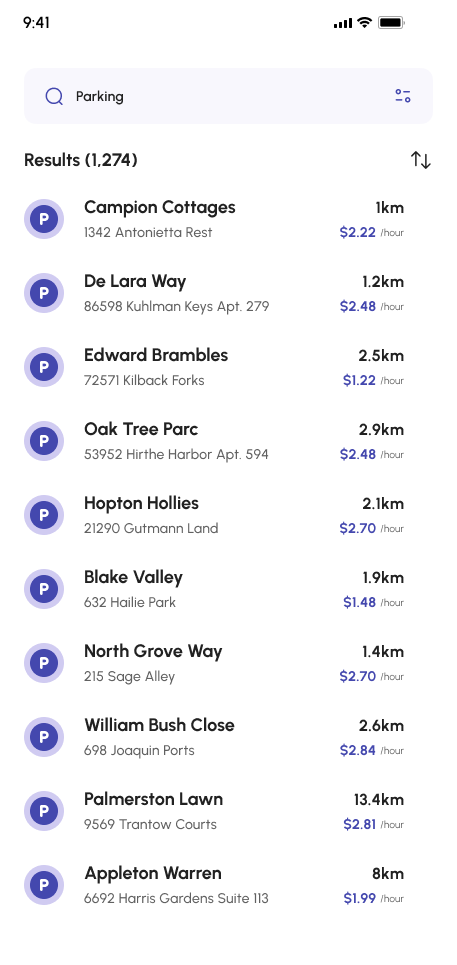 9:41
Parking
Results (1,274)
P
Campion Cottages
1km
1342 Antonietta Rest
$2.22 /hour
P
De Lara Way
1.2km
86598 Kuhlman Keys Apt. 279
$2.48 /hour
P
Edward Brambles
2.5km
72571 Kilback Forks
$1.22 /hour
P
Oak Tree Parc
2.9km
53952 Hirthe Harbor Apt. 594
$2.48 /hour
P
Hopton Hollies
2.1km
21290 Gutmann Land
$2.70 /hour
P
Blake Valley
1.9km
632 Hailie Park
$1.48 /hour
P
North Grove Way
1.4km
215 Sage Alley
$2.70 /hour
P
William Bush Close
2.6km
698 Joaquin Ports
$2.84 /hour
P
Palmerston Lawn
13.4km
9569 Trantow Courts
$2.81 /hour
P
Appleton Warren
8km
6692 Harris Gardens Suite 113
$1.99 /hour